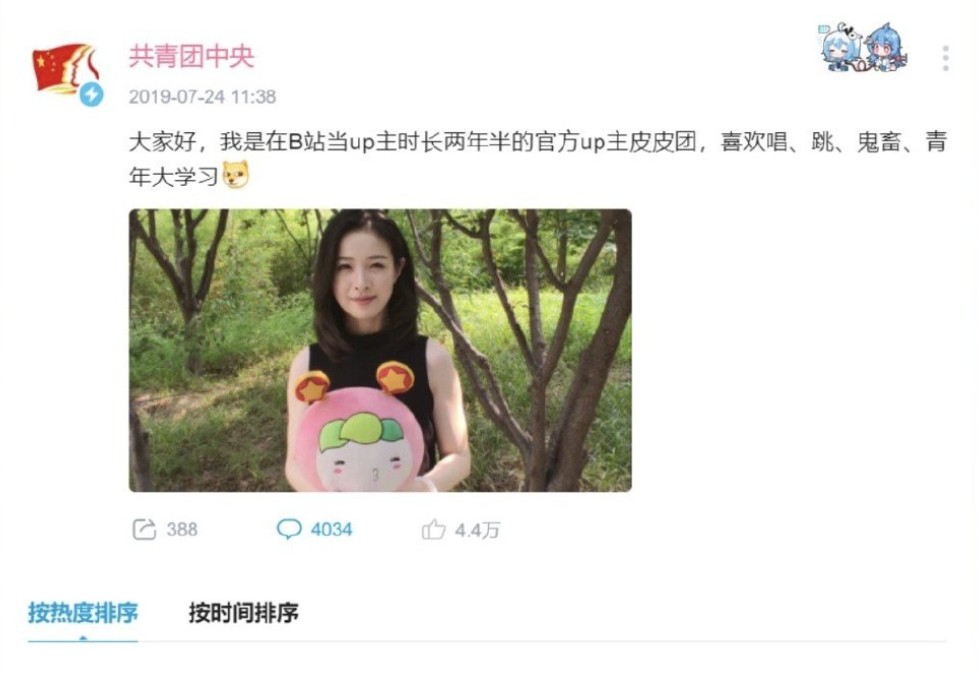 共青团中央
2019-07-24 11:38
大家好，我是在B站当up主时长两年半的官方up主皮皮团，喜欢唱、跳、鬼畜、青
年大学习
388
4034
4.4万
按热度排序
按时间排序